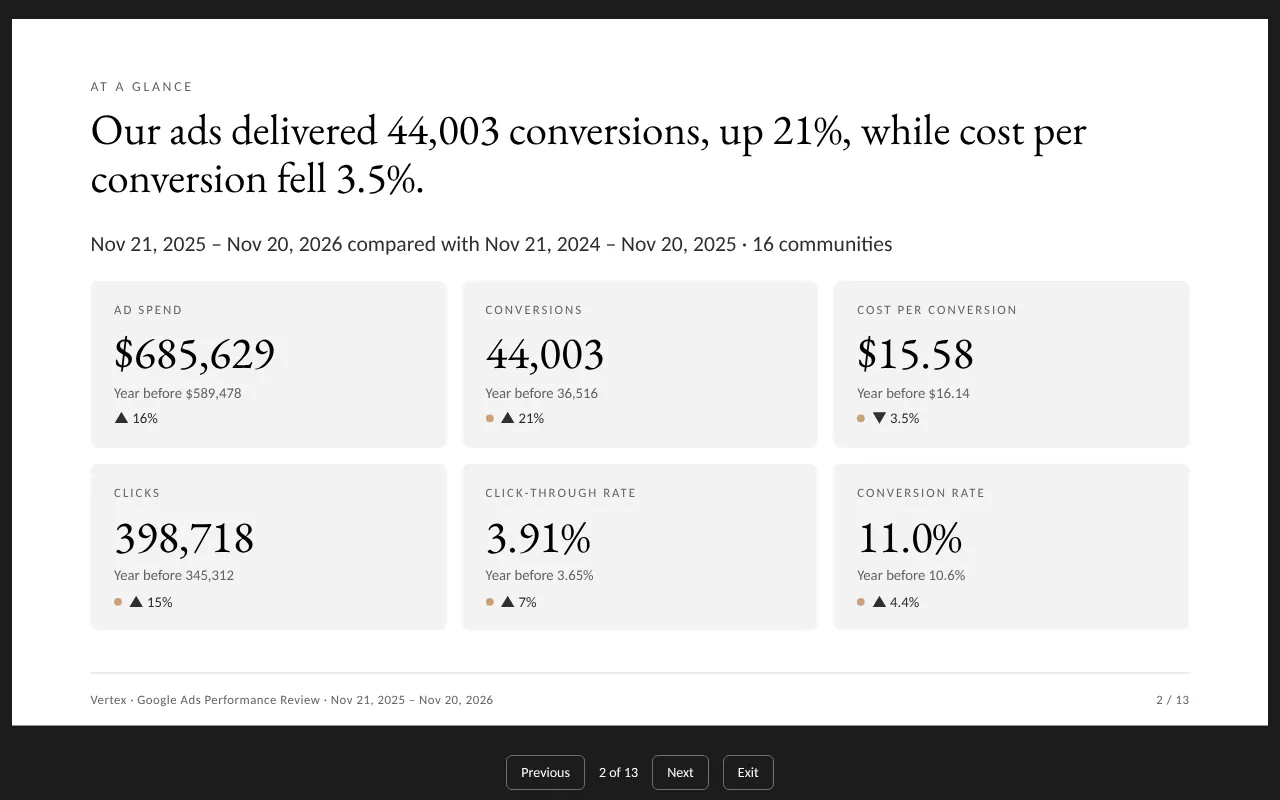 AT A GLANCE
Our ads delivered 44,003 conversions, up 21%, while cost per
conversion fell 3.5%.
Nov 21, 2025 – Nov 20, 2026 compared with Nov 21, 2024 – Nov 20, 2025 · 16 communities
AD SPEND
$685,629
Year before $589,478
▲ 16%
CONVERSIONS
44,003
Year before 36,516
● ▲ 21%
COST PER CONVERSION
$15.58
Year before $16.14
● ▼ 3.5%
CLICKS
398,718
Year before 345,312
● ▲ 15%
CLICK-THROUGH RATE
3.91%
Year before 3.65%
● ▲ 7%
CONVERSION RATE
11.0%
Year before 10.6%
● ▲ 4.4%
Vertex · Google Ads Performance Review · Nov 21, 2025 – Nov 20, 2026
2 / 13
Previous
2 of 13
Next
Exit